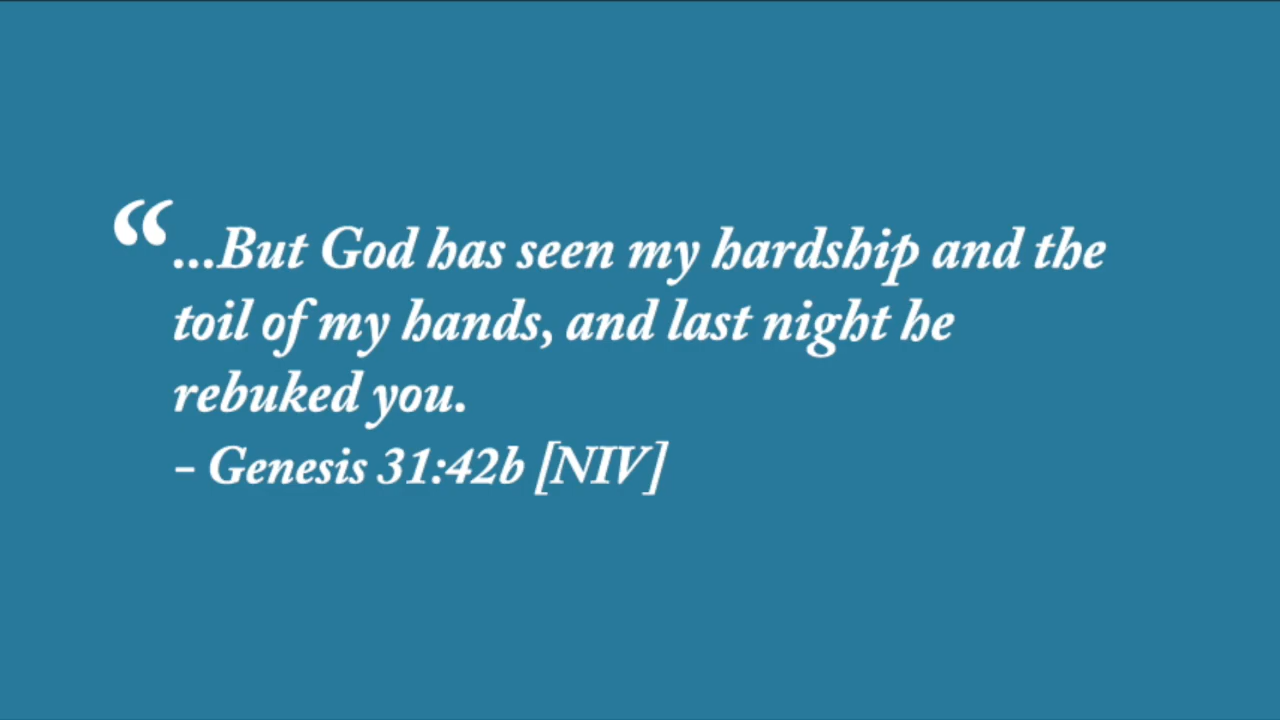 “...But God has seen my hardship and the
toil of my hands, and last night he
rebuked you.
- Genesis 31:42b [NIV]